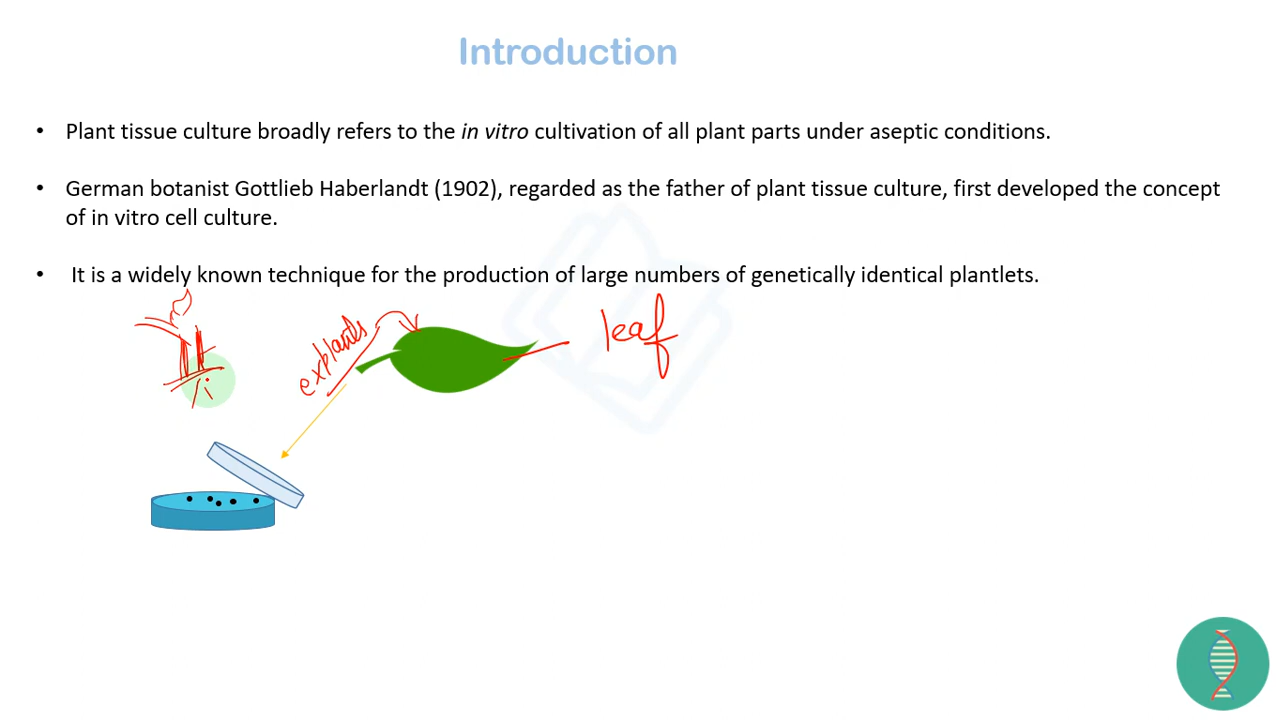 Introduction
• Plant tissue culture broadly refers to the in vitro cultivation of all plant parts under aseptic conditions.
• German botanist Gottlieb Haberlandt (1902), regarded as the father of plant tissue culture, first developed the concept
of in vitro cell culture.
• It is a widely known technique for the production of large numbers of genetically identical plantlets.
explants
leaf